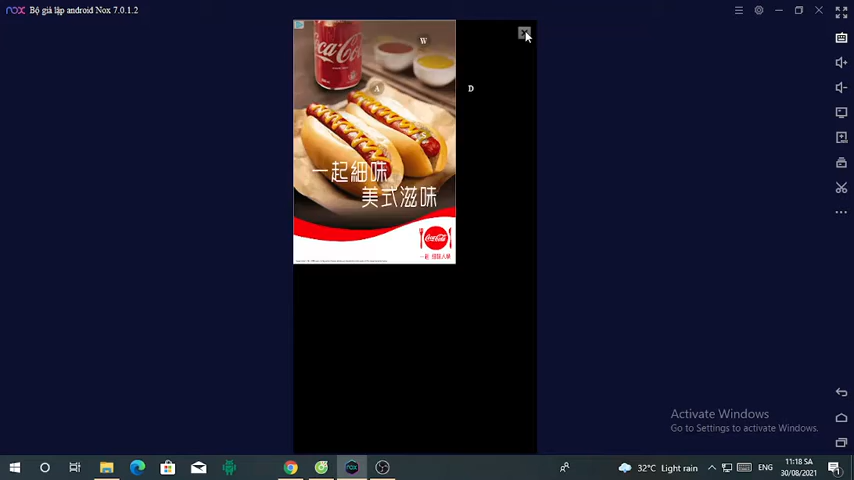 nox Bộ giả lập android Nox 7.0.1.2
Coca-Cola
W
A
D
S
一起細味
美式滋味
Coca-Cola
Activate Windows
Go to Settings to activate Windows.
32°C Light rain
ENG
11:18 SA
30/08/2021
1